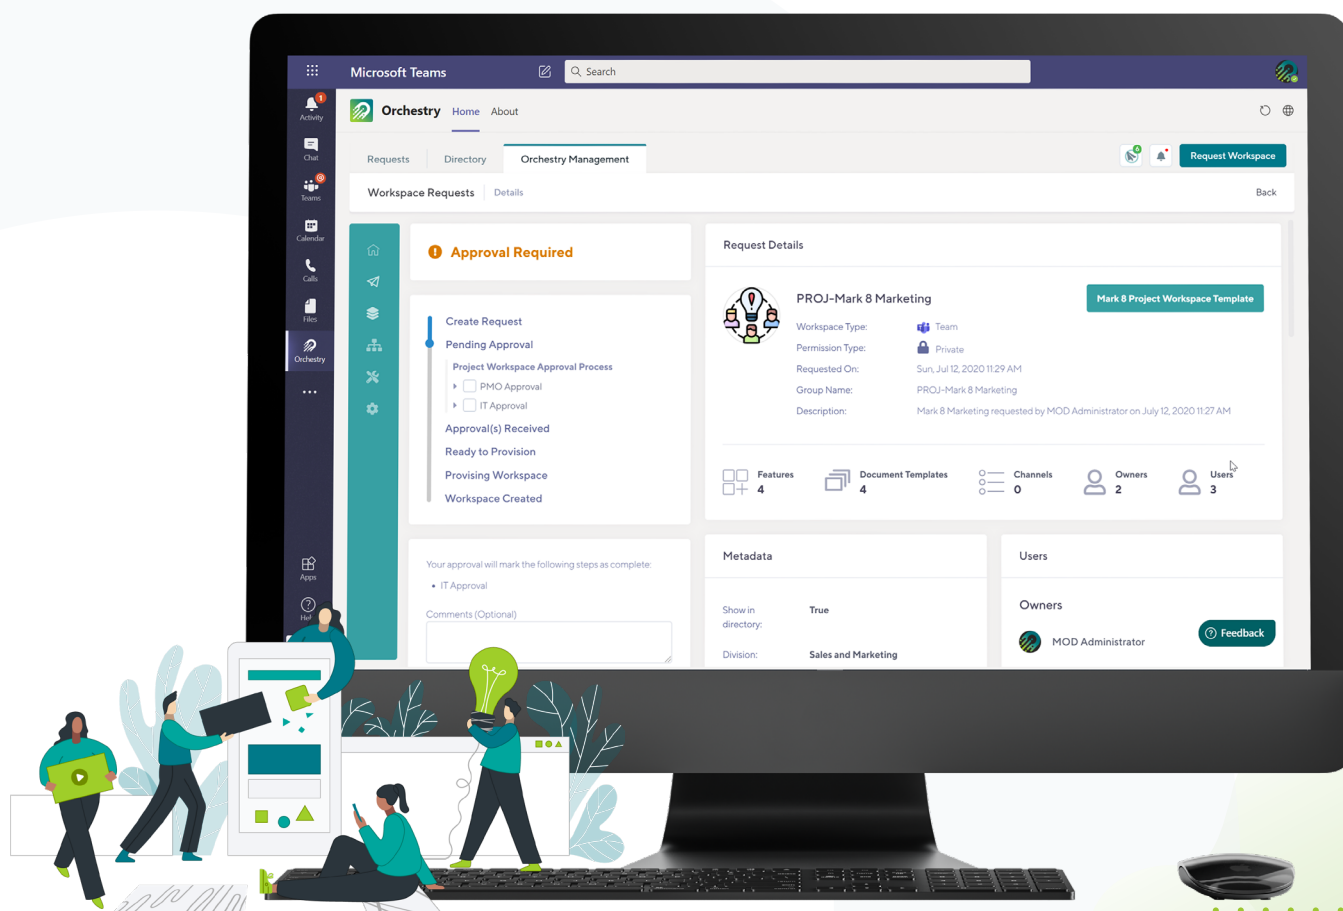 Microsoft Teams
Search
1
Activity
Orchestry Home About
Chat
Requests Directory Orchestry Management
6
Request Workspace
@
Teams
Workspace Requests Details Back
Calendar
Approval Required
Request Details
Calls
Files
PROJ-Mark 8 Marketing
Mark 8 Project Workspace Template
Create Request
Workspace Type: Team
Pending Approval
Permission Type: Private
Orchestry
Project Workspace Approval Process
Requested On: Sun, Jul 12, 2020 11:29 AM
PMO Approval
Group Name: PROJ-Mark 8 Marketing
IT Approval
Description: Mark 8 Marketing requested by MOD Administrator on July 12, 2020 11:27 AM
Approval(s) Received
Ready to Provision
Provising Workspace
Workspace Created
Features
4
Document Templates
4
Channels
0
Owners
2
Users
3
Your approval will mark the following steps as complete:
• IT Approval
Comments (Optional)
Metadata
Show in directory: True
Division: Sales and Marketing
Users
Owners
MOD Administrator
Feedback
Apps